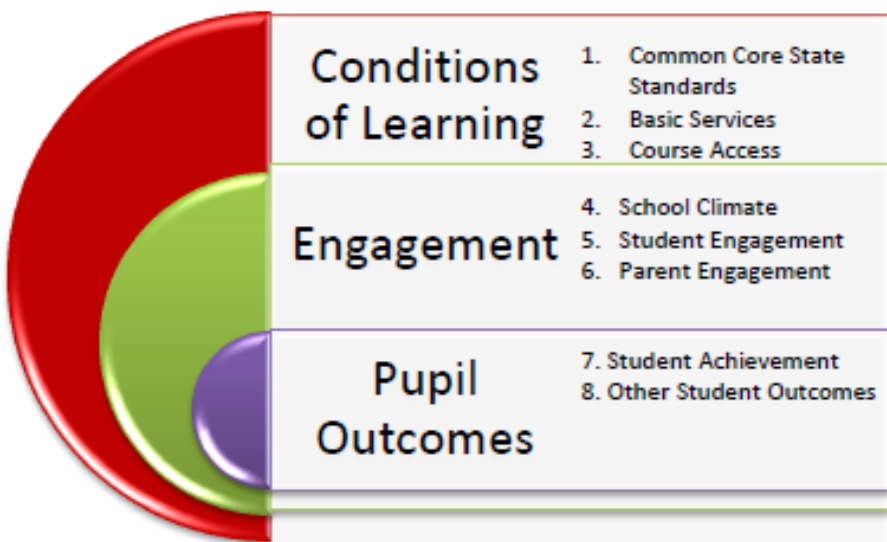 Conditions
of Learning
1. Common Core State
Standards
2. Basic Services
3. Course Access
Engagement
4. School Climate
5. Student Engagement
6. Parent Engagement
Pupil
Outcomes
7. Student Achievement
8. Other Student Outcomes